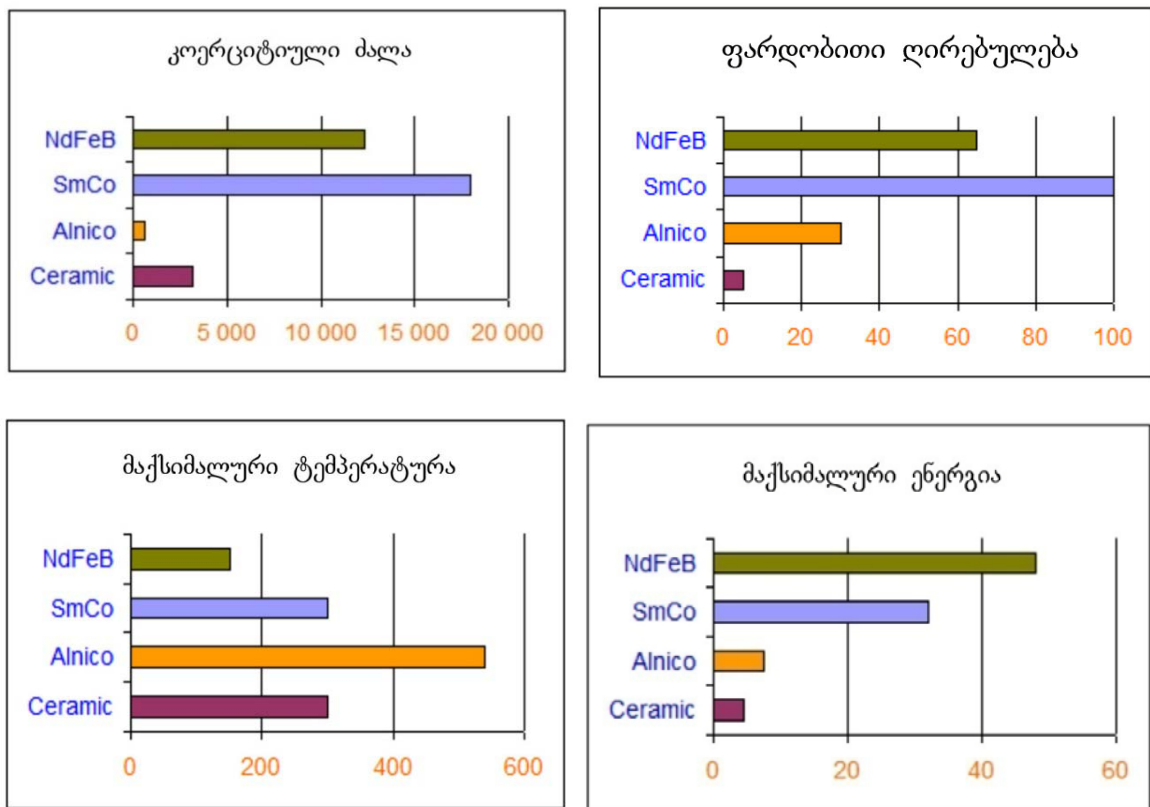 კოერციტიული ძალა
NdFeB
SmCo
Alnico
Ceramic
0 5 000 10 000 15 000 20 000
ფარდობითი ღირებულება
NdFeB
SmCo
Alnico
Ceramic
0 20 40 60 80 100
მაქსიმალური ტემპერატურა
NdFeB
SmCo
Alnico
Ceramic
0 200 400 600
მაქსიმალური ენერგია
NdFeB
SmCo
Alnico
Ceramic
0 20 40 60